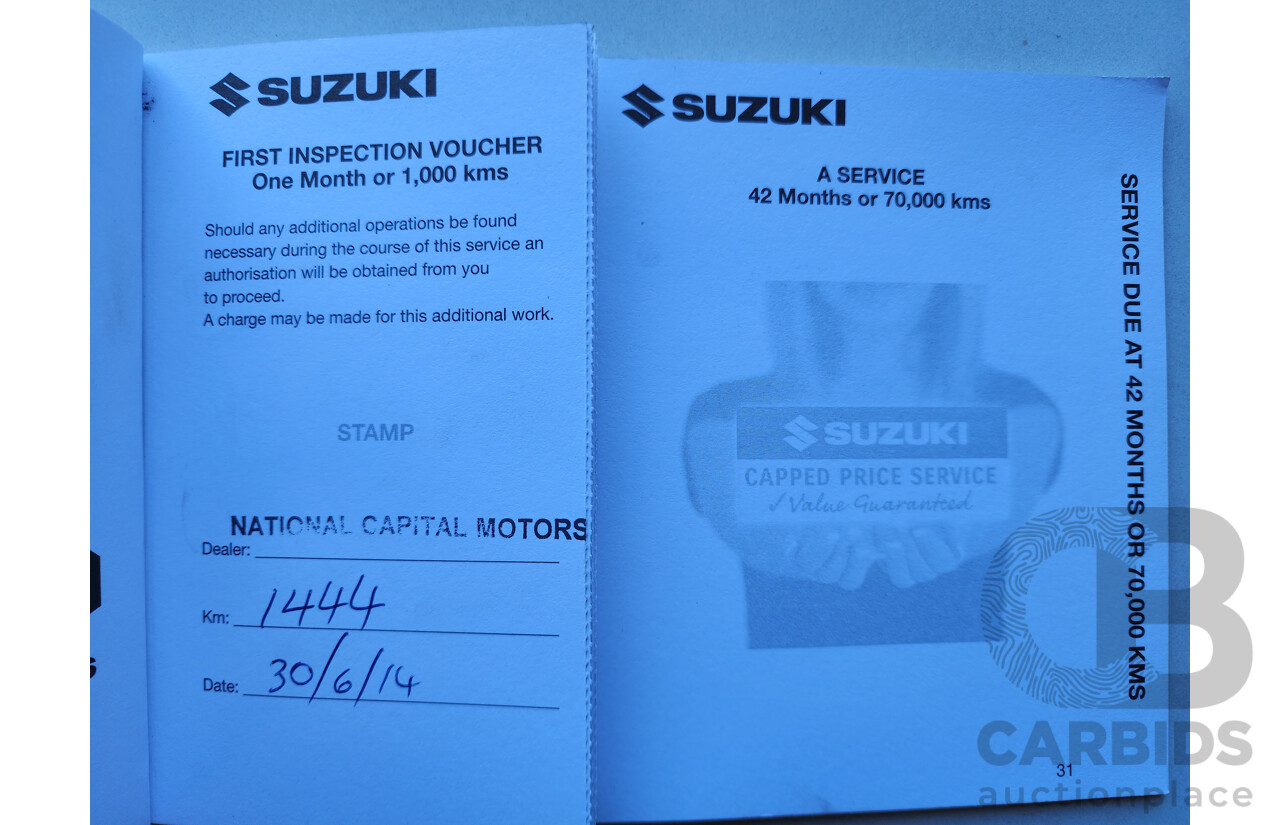 SUZUKI
FIRST INSPECTION VOUCHER
One Month or 1,000 kms
Should any additional operations be found
necessary during the course of this service an
authorisation will be obtained from you
to proceed.
A charge may be made for this additional work.
STAMP
NATIONAL CAPITAL MOTORS
Dealer:
Km: 1444
Date: 30/6/14
SUZUKI
A SERVICE
42 Months or 70,000 kms
SUZUKI
CAPPED PRICE SERVICE
✓Value Guaranteed
SERVICE DUE AT 42 MONTHS OR 70,000 KMS
31
CB
CARBIDS
auctionplace